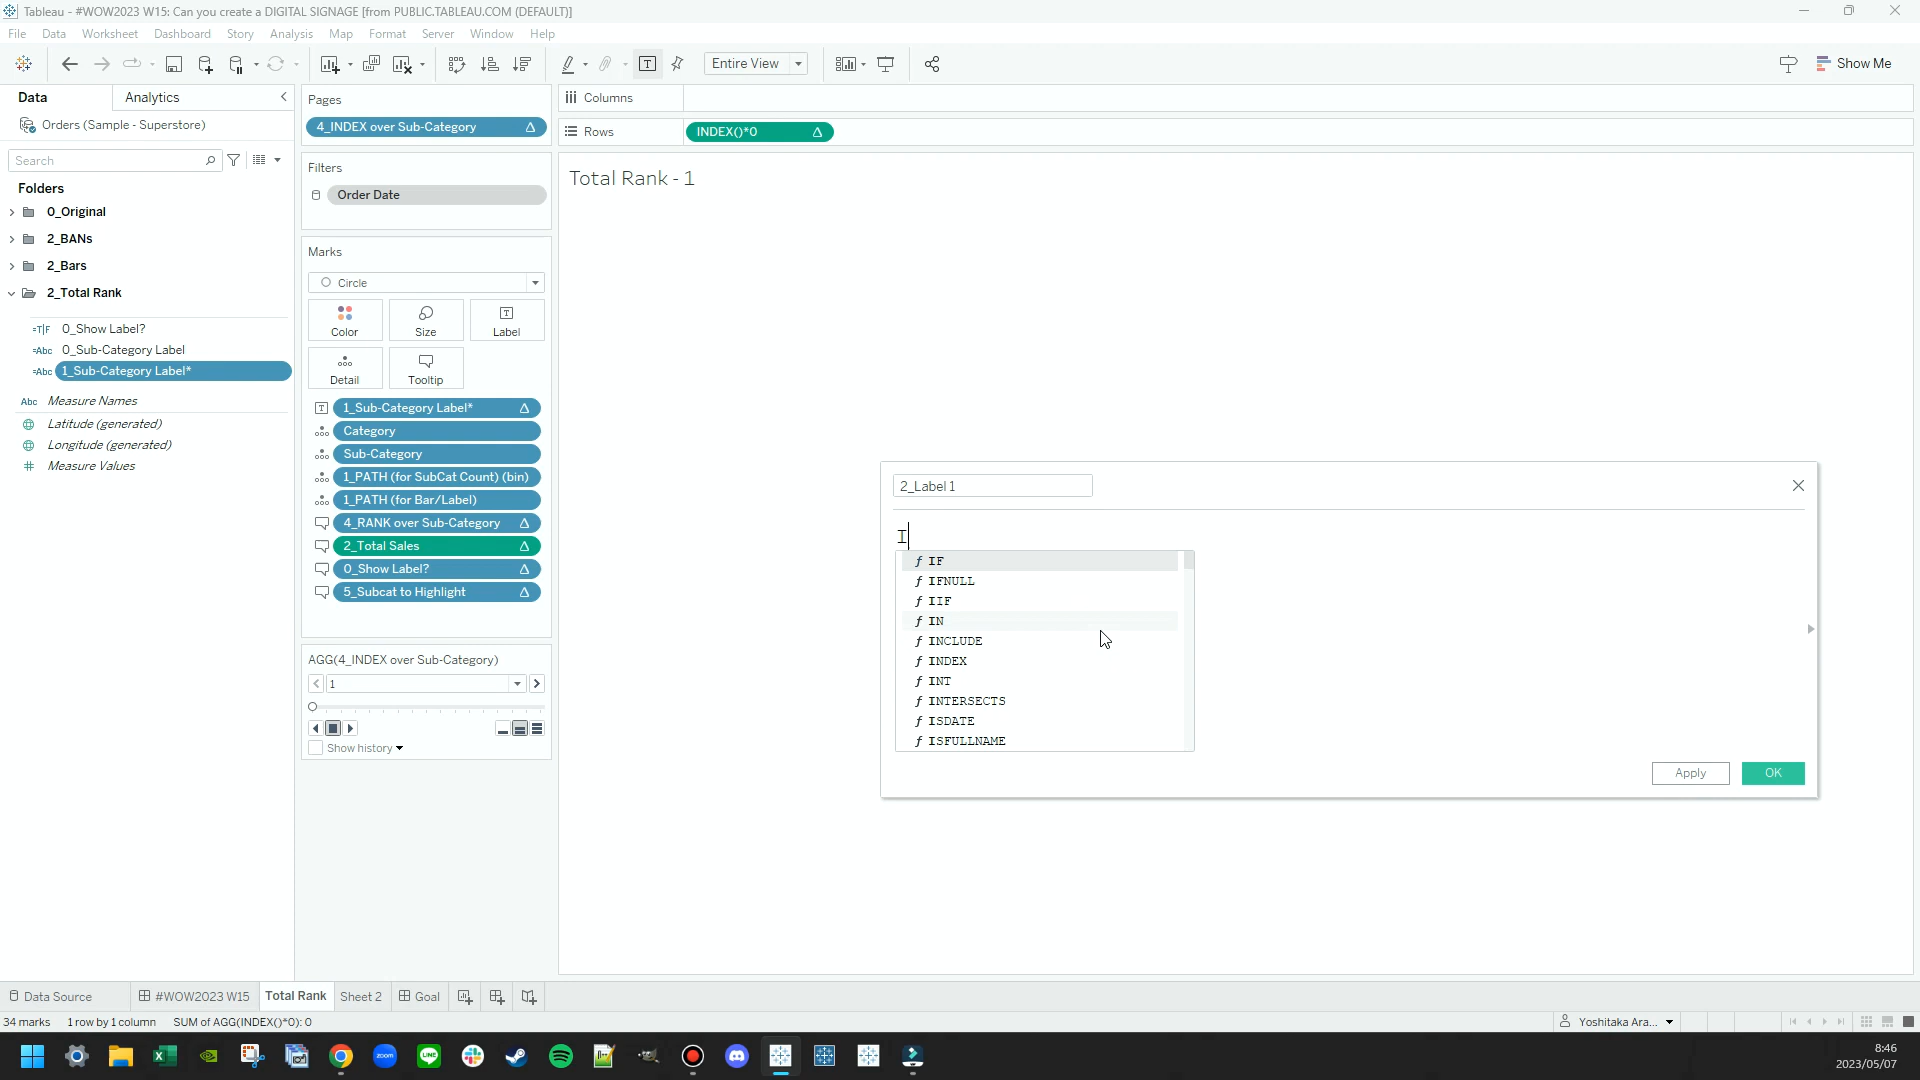 Tableau - #WOW2023 W15: Can you create a DIGITAL SIGNAGE [from PUBLIC.TABLEAU.COM (DEFAULT)]
File Data Worksheet Dashboard Story Analysis Map Format Server Window Help
Entire View
Show Me
Data Analytics
Orders (Sample - Superstore)
Search
Folders
0_Original
2_BANs
2_Bars
2_Total Rank
=T|F 0_Show Label?
=Abc 0_Sub-Category Label
=Abc 1_Sub-Category Label*
Abc Measure Names
Latitude (generated)
Longitude (generated)
# Measure Values
Pages
4_INDEX over Sub-Category
Filters
Order Date
Marks
Circle
Color Size Label
Detail Tooltip
1_Sub-Category Label*
Category
Sub-Category
1_PATH (for SubCat Count) (bin)
1_PATH (for Bar/Label)
4_RANK over Sub-Category
2_Total Sales
0_Show Label?
5_Subcat to Highlight
AGG(4_INDEX over Sub-Category)
1
Show history
Columns
Rows INDEX()*0
Total Rank - 1
2_Label 1
I
f IF
f IFNULL
f IIF
f IN
f INCLUDE
f INDEX
f INT
f INTERSECTS
f ISDATE
f ISFULLNAME
Apply OK
Data Source #WOW2023 W15 Total Rank Sheet 2 Goal
34 marks 1 row by 1 column SUM of AGG(INDEX()*0): 0
Yoshitaka Ara...
zoom
LINE
8:46
2023/05/07